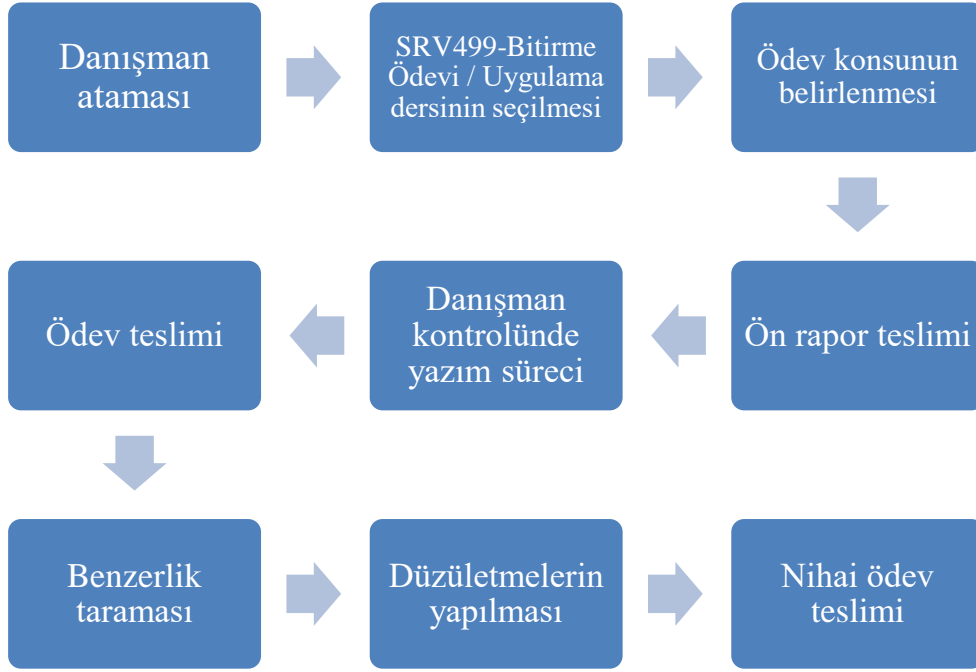 Danışman
ataması
SRV499-Bitirme
Ödevi / Uygulama
dersinin seçilmesi
Ödev konsunun
belirlenmesi
Ön rapor teslimi
Danışman
kontrolünde
yazım süreci
Ödev teslimi
Benzerlik
taraması
Düzületmelerin
yapılması
Nihai ödev
teslimi